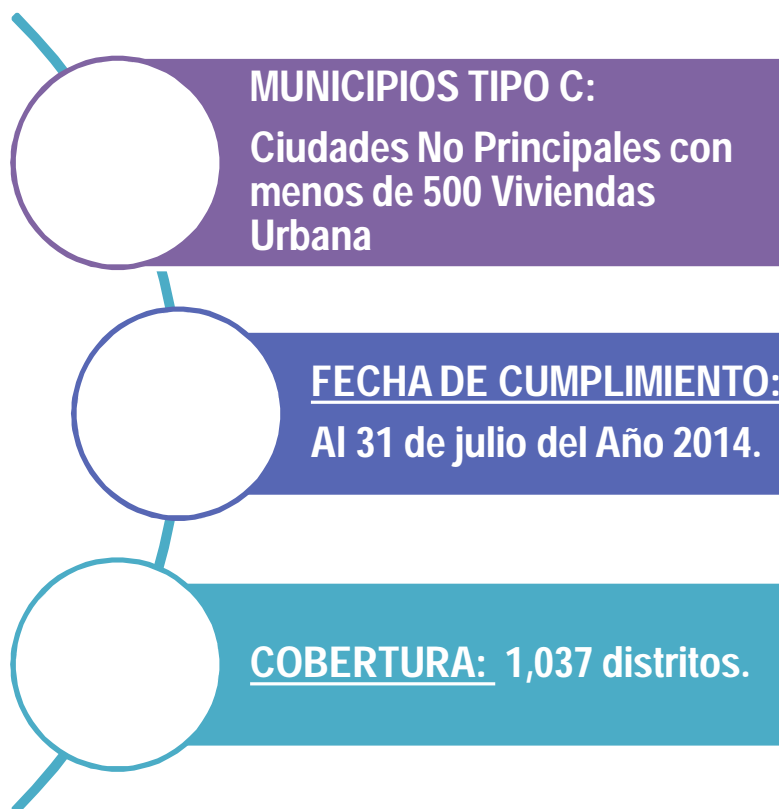 MUNICIPIOS TIPO C:
Ciudades No Principales con
menos de 500 Viviendas
Urbana
FECHA DE CUMPLIMIENTO:
Al 31 de julio del Año 2014.
COBERTURA: 1,037 distritos.